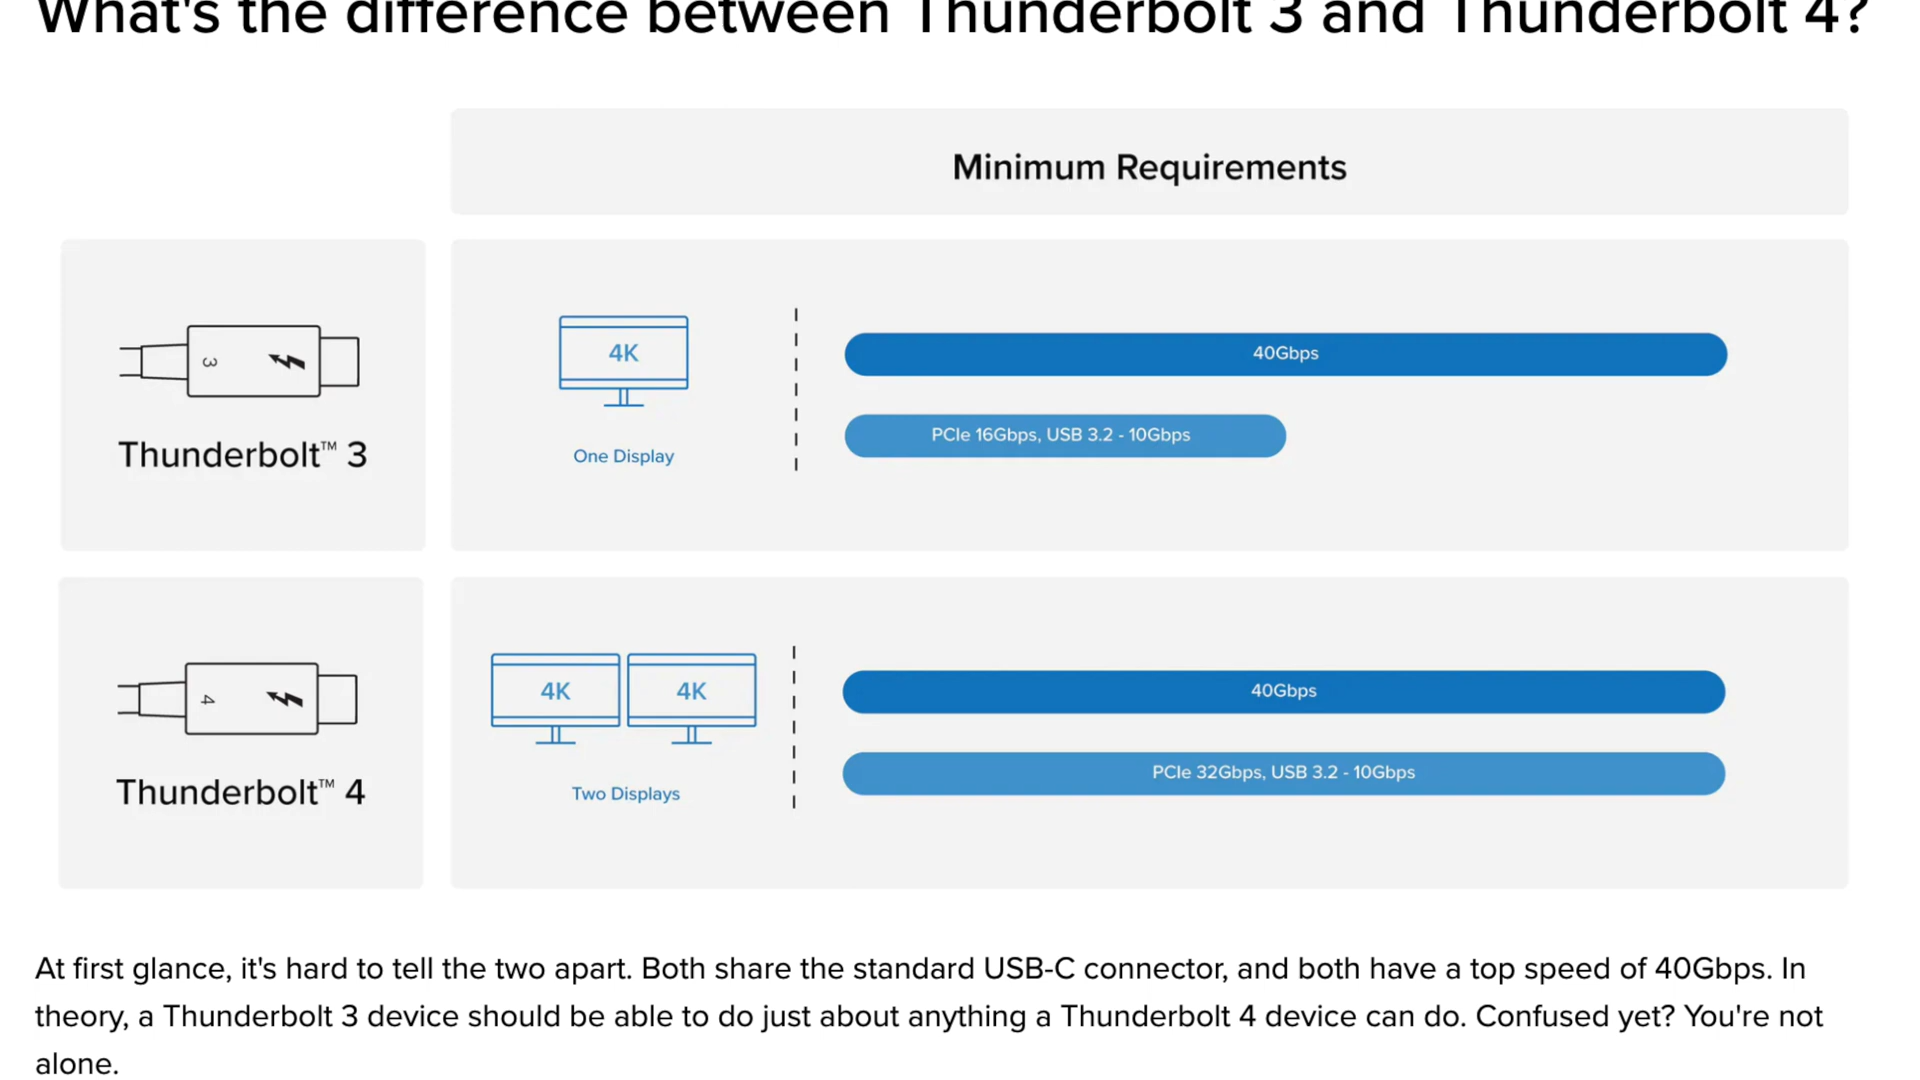 What's the difference between Thunderbolt 3 and Thunderbolt 4?
Minimum Requirements
3
Thunderbolt™ 3
4K
One Display
40Gbps
PCIe 16Gbps, USB 3.2 - 10Gbps
4
Thunderbolt™ 4
4K 4K
Two Displays
40Gbps
PCIe 32Gbps, USB 3.2 - 10Gbps
At first glance, it's hard to tell the two apart. Both share the standard USB-C connector, and both have a top speed of 40Gbps. In
theory, a Thunderbolt 3 device should be able to do just about anything a Thunderbolt 4 device can do. Confused yet? You're not
alone.